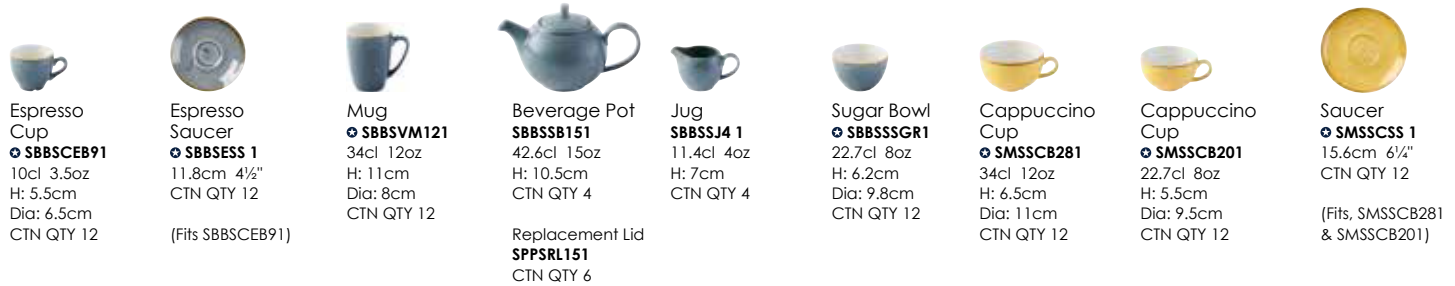 Espresso
Cup
✪ SBBSCEB91
10cl 3.5oz
H: 5.5cm
Dia: 6.5cm
CTN QTY 12
Espresso
Saucer
✪ SBBSESS 1
11.8cm 4½"
CTN QTY 12
(Fits SBBSCEB91)
Mug
✪ SBBSVM121
34cl 12oz
H: 11cm
Dia: 8cm
CTN QTY 12
Beverage Pot
SBBSSB151
42.6cl 15oz
H: 10.5cm
CTN QTY 4
Replacement Lid
SPPSRL151
CTN QTY 6
Jug
SBBSSJ4 1
11.4cl 4oz
H: 7cm
CTN QTY 4
Sugar Bowl
✪ SBBSSSGR1
22.7cl 8oz
H: 6.2cm
Dia: 9.8cm
CTN QTY 12
Cappuccino
Cup
✪ SMSSCB281
34cl 12oz
H: 6.5cm
Dia: 11cm
CTN QTY 12
Cappuccino
Cup
✪ SMSSCB201
22.7cl 8oz
H: 5.5cm
Dia: 9.5cm
CTN QTY 12
Saucer
✪ SMSSCSS 1
15.6cm 6¼"
CTN QTY 12
(Fits, SMSSCB281
& SMSSCB201)